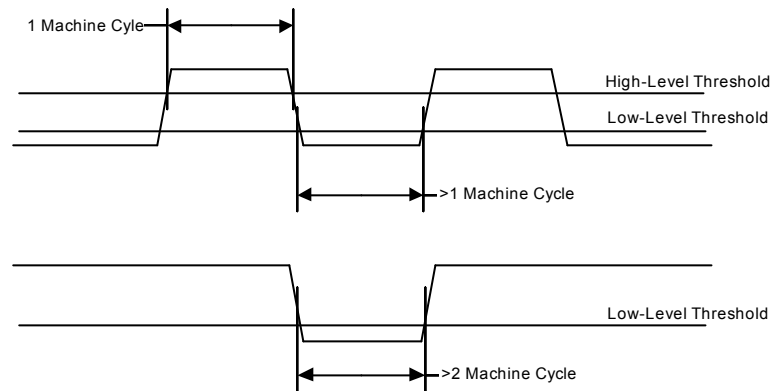 1 Machine Cyle
High-Level Threshold
Low-Level Threshold
>1 Machine Cycle
Low-Level Threshold
>2 Machine Cycle